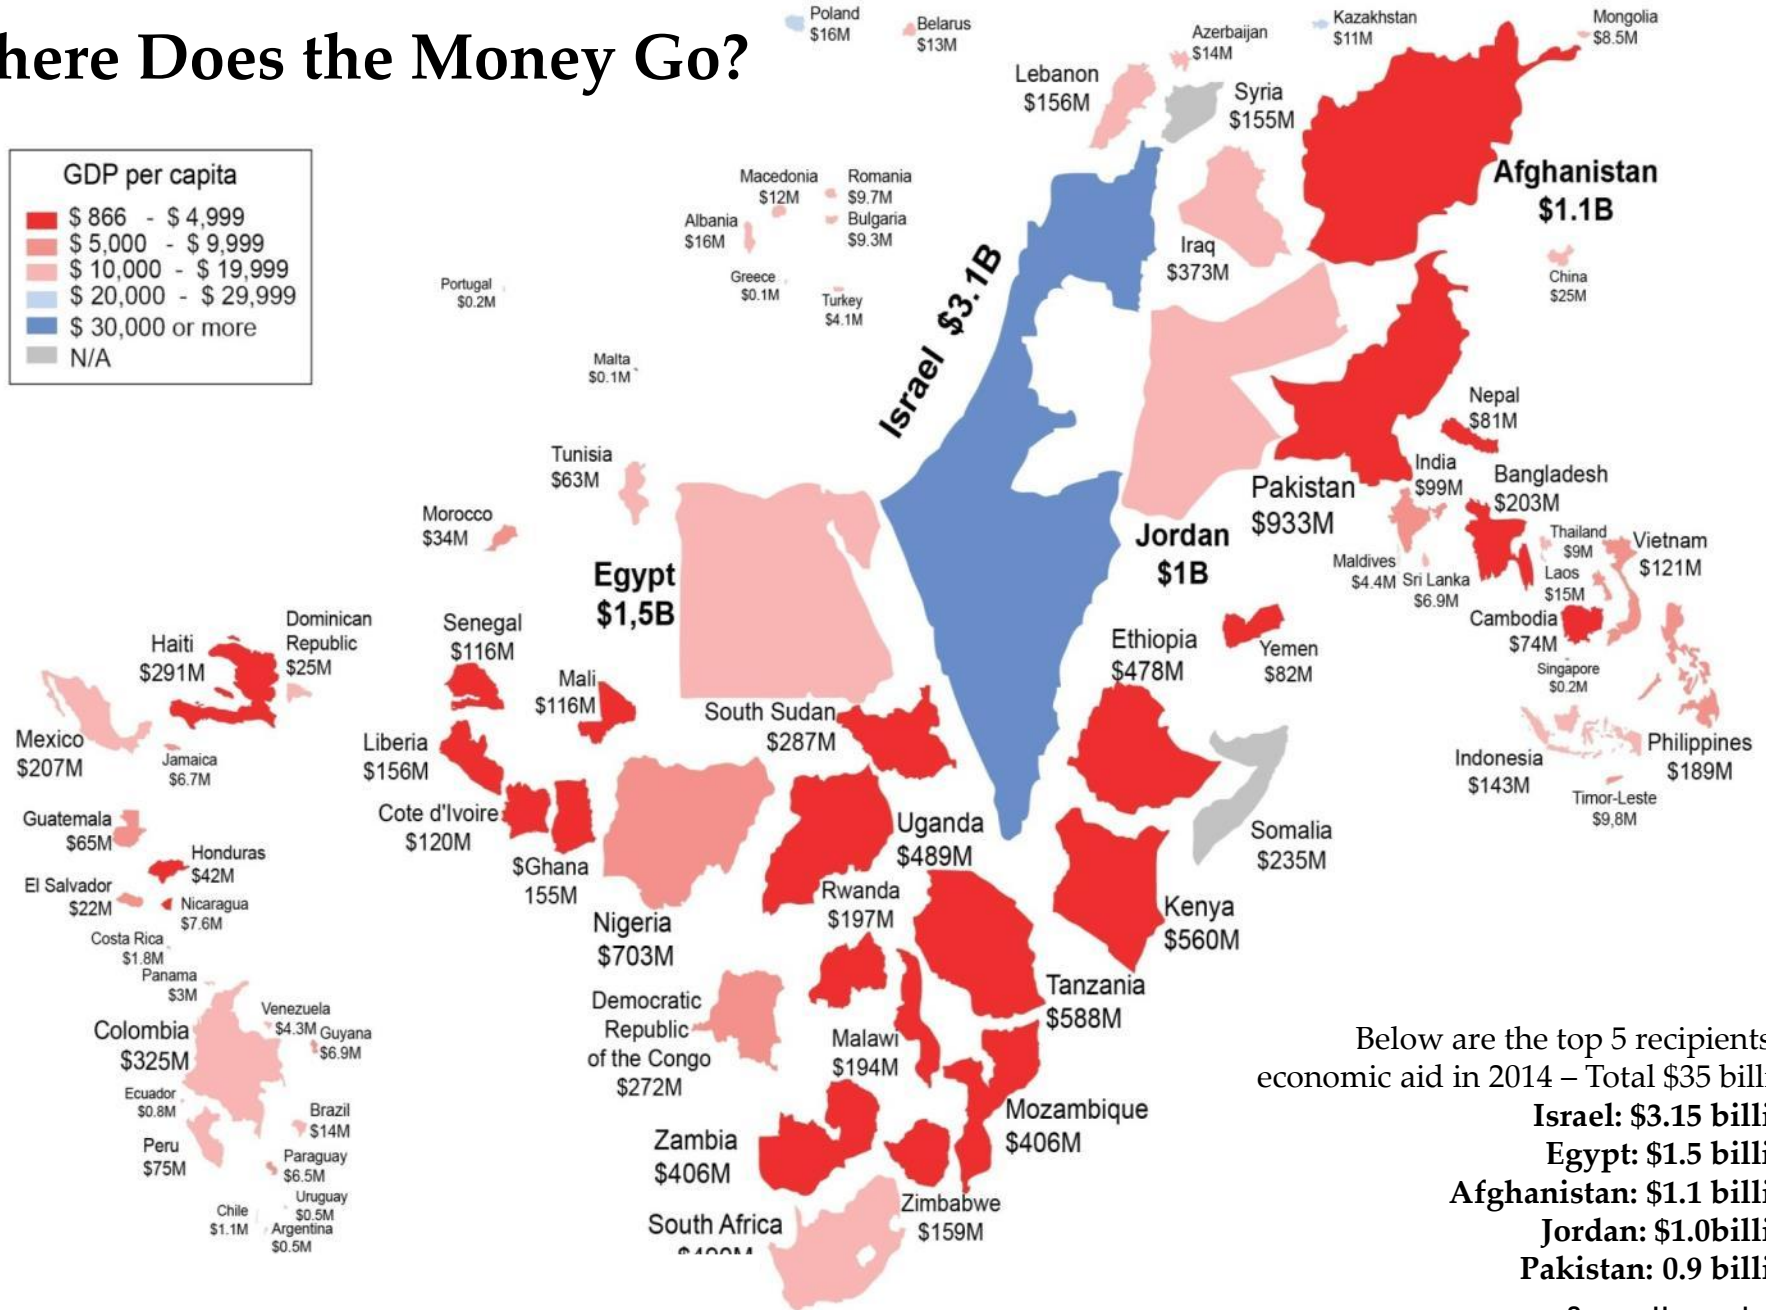 here Does the Money Go?
GDP per capita
$ 866 - $ 4,999
$ 5,000 - $ 9,999
$ 10,000 - $ 19,999
$ 20,000 - $ 29,999
$ 30,000 or more
N/A
Poland
$16M
Belarus
$13M
Azerbaijan
$14M
Kazakhstan
$11M
Mongolia
$8.5M
Lebanon
$156M
Syria
$155M
Afghanistan
$1.1B
Macedonia
$12M
Romania
$9.7M
Albania
$16M
Bulgaria
$9.3M
Portugal
$0.2M
Greece
$0.1M
Turkey
$4.1M
Malta
$0.1M
Israel $3.1B
Iraq
$373M
China
$25M
Tunisia
$63M
Morocco
$34M
Egypt
$1,5B
Jordan
$1B
Pakistan
$933M
Nepal
$81M
India
$99M
Bangladesh
$203M
Maldives
$4.4M
Sri Lanka
$6.9M
Thailand
$9M
Laos
$15M
Vietnam
$121M
Cambodia
$74M
Singapore
$0.2M
Indonesia
$143M
Philippines
$189M
Timor-Leste
$9,8M
Haiti
$291M
Dominican
Republic
$25M
Mexico
$207M
Jamaica
$6.7M
Guatemala
$65M
Honduras
$42M
El Salvador
$22M
Nicaragua
$7.6M
Costa Rica
$1.8M
Panama
$3M
Colombia
$325M
Venezuela
$4.3M
Guyana
$6.9M
Ecuador
$0.8M
Peru
$75M
Brazil
$14M
Paraguay
$6.5M
Uruguay
$0.5M
Chile
$1.1M
Argentina
$0.5M
Senegal
$116M
Mali
$116M
Liberia
$156M
Cote d'Ivoire
$120M
$Ghana
155M
Nigeria
$703M
South Sudan
$287M
Ethiopia
$478M
Yemen
$82M
Somalia
$235M
Uganda
$489M
Rwanda
$197M
Kenya
$560M
Tanzania
$588M
Democratic
Republic
of the Congo
$272M
Malawi
$194M
Mozambique
$406M
Zambia
$406M
Zimbabwe
$159M
South Africa
Below are the top 5 recipients
economic aid in 2014 – Total $35 billi
Israel: $3.15 billi
Egypt: $1.5 billi
Afghanistan: $1.1 billi
Jordan: $1.0billi
Pakistan: 0.9 billi